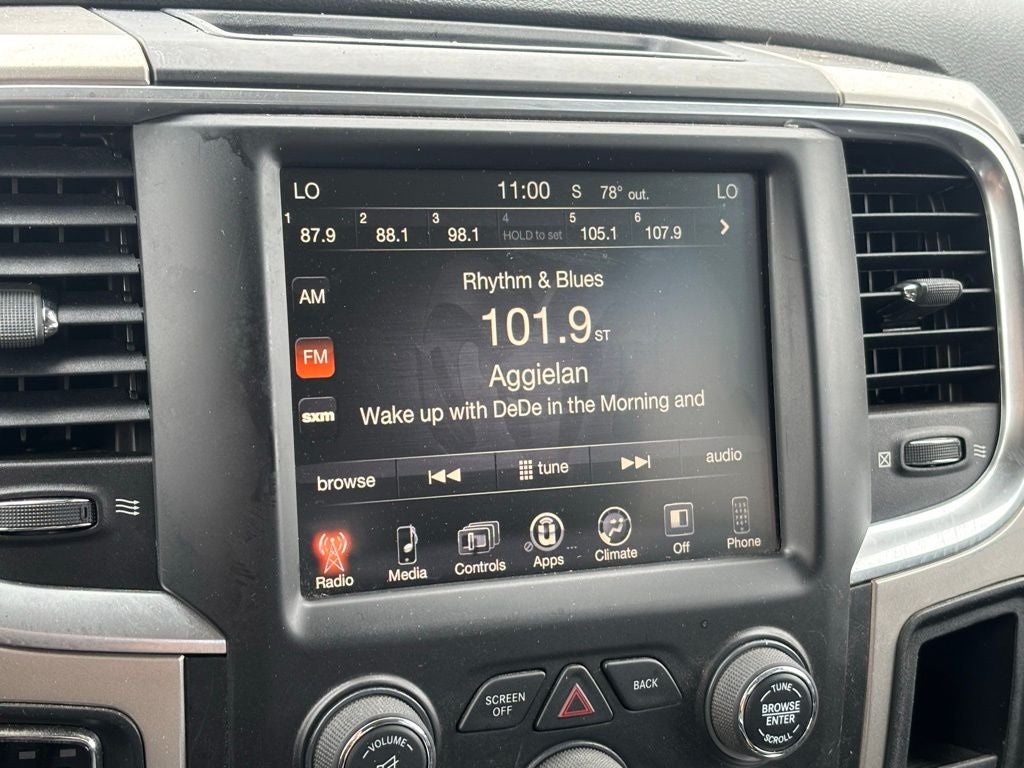 LO 11:00 S 78° out. LO
1 2 3 4 5 6
87.9 88.1 98.1 HOLD to set 105.1 107.9
Rhythm & Blues
AM
101.9 ST
FM
Aggielan
sxm
Wake up with DeDe in the Morning and
browse tune audio
Radio Media Controls Apps Climate Off Phone
SCREEN
OFF
BACK
VOLUME
TUNE
BROWSE
ENTER
SCROLL